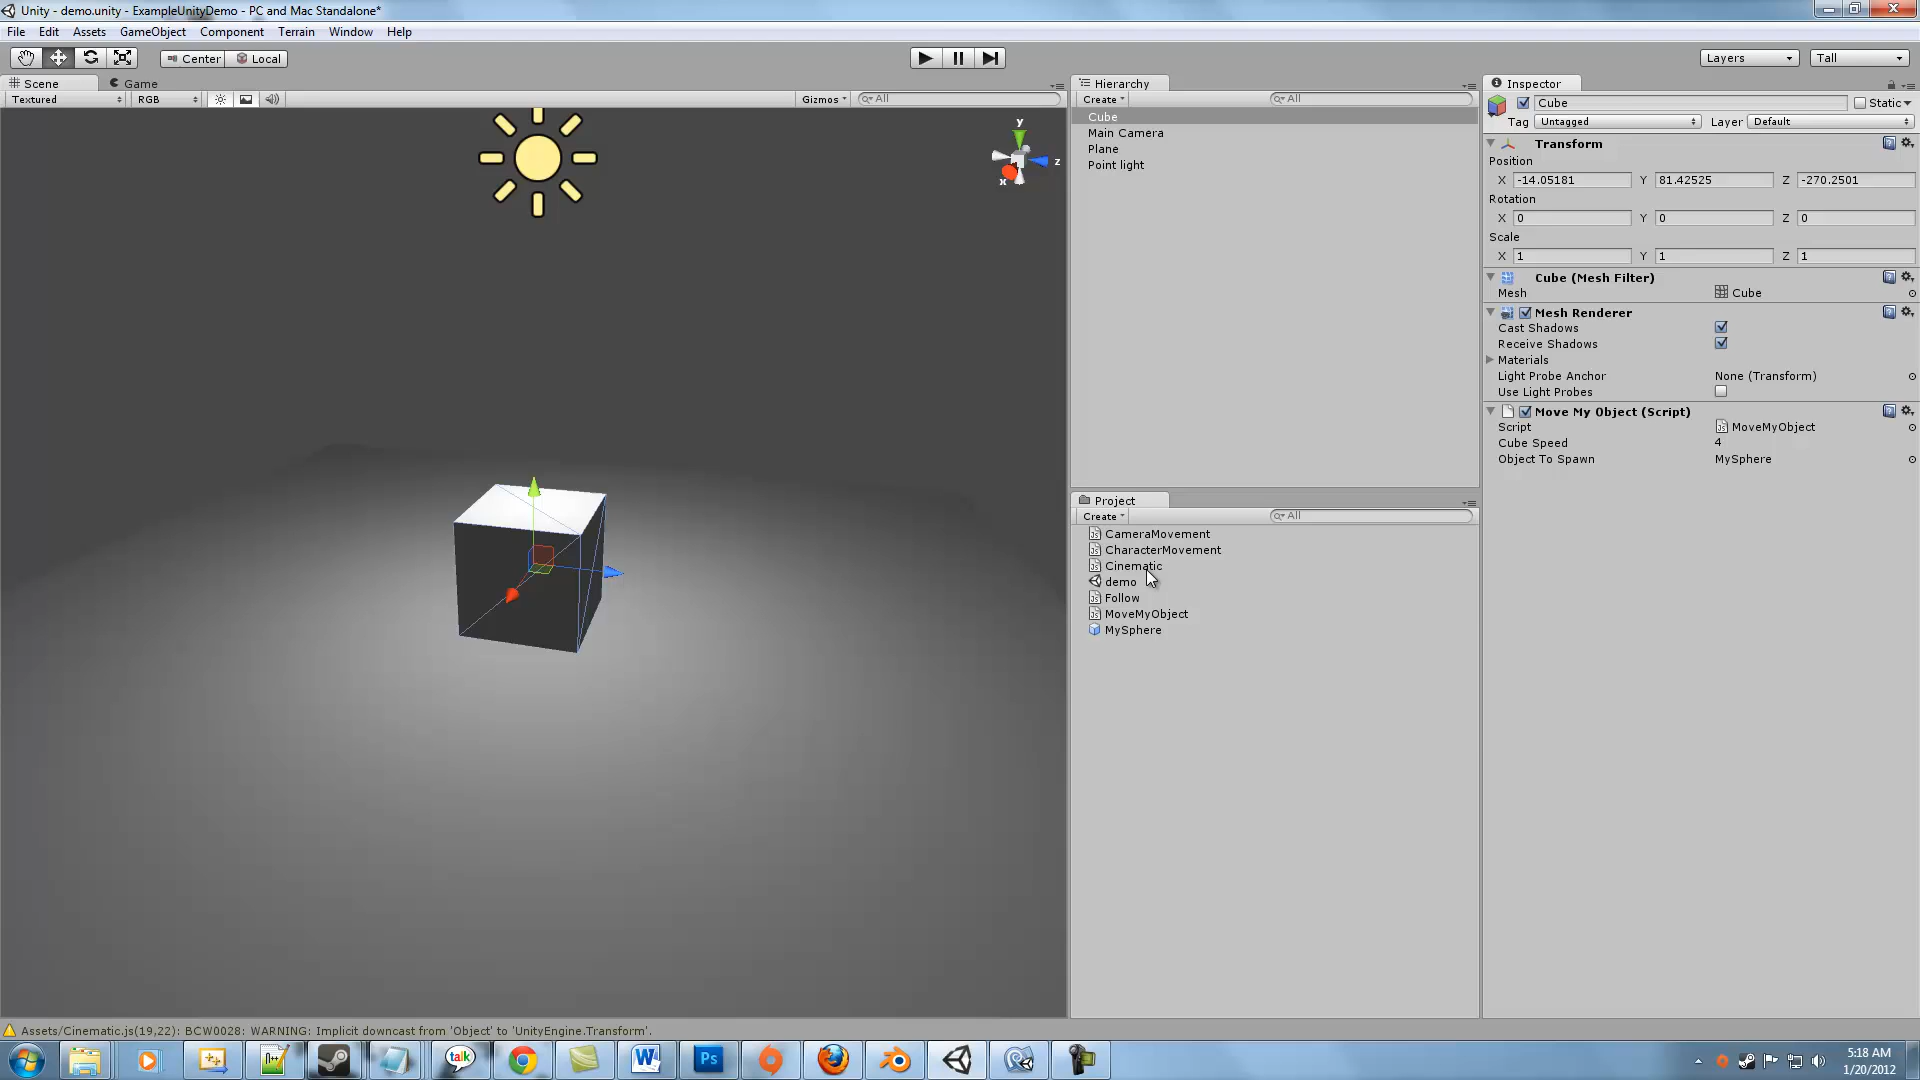 Unity - demo.unity - ExampleUnityDemo - PC and Mac Standalone*
File Edit Assets GameObject Component Terrain Window Help
Center Local Layers Tall
Scene Game
Textured RGB Gizmos All
y
z
x
Hierarchy
Create All
Cube
Main Camera
Plane
Point light
Project
Create All
CameraMovement
CharacterMovement
Cinematic
demo
Follow
MoveMyObject
MySphere
Inspector
Cube Static
Tag Untagged Layer Default
Transform
Position
X -14.05181 Y 81.42525 Z -270.2501
Rotation
X 0 Y 0 Z 0
Scale
X 1 Y 1 Z 1
Cube (Mesh Filter)
Mesh Cube
Mesh Renderer
Cast Shadows
Receive Shadows
Materials
Light Probe Anchor None (Transform)
Use Light Probes
Move My Object (Script)
Script MoveMyObject
Cube Speed 4
Object To Spawn MySphere
Assets/Cinematic.js(19,22): BCW0028: WARNING: Implicit downcast from 'Object' to 'UnityEngine.Transform'.
talk
W
Ps
5:18 AM
1/20/2012